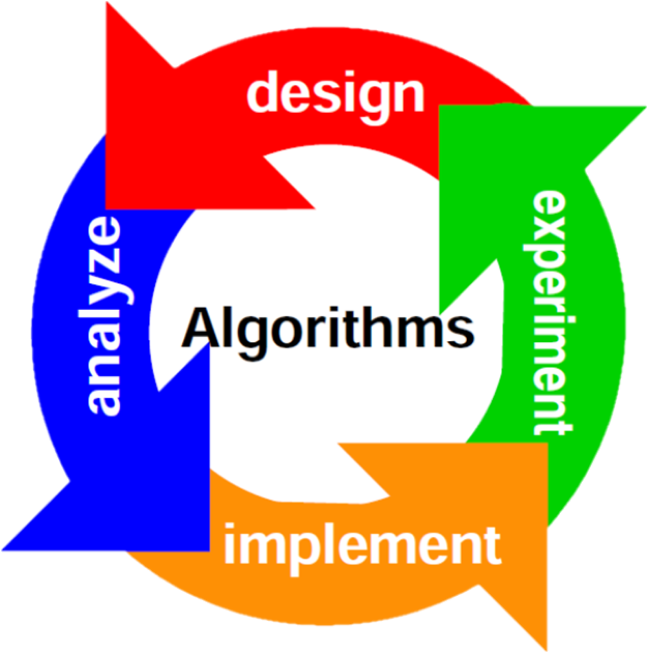 design
experiment
analyze
Algorithms
implement